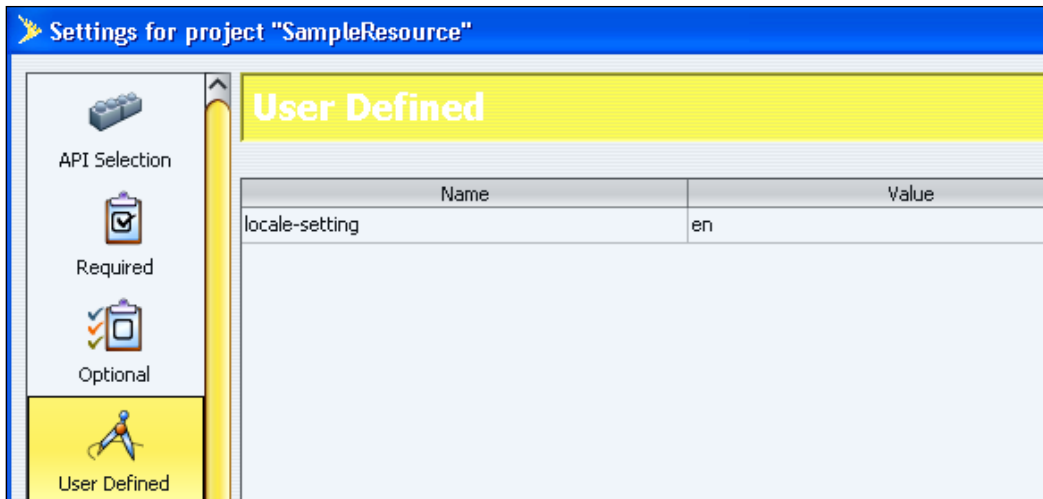 Settings for project "SampleResource"
API Selection
Required
Optional
User Defined
User Defined
Name Value
locale-setting en